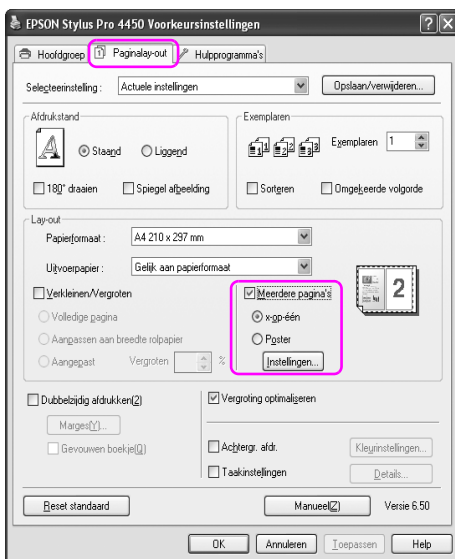 EPSON Stylus Pro 4450 Voorkeursinstellingen
Hoofdgroep
Paginalay-out
Hulpprogramma's
Selecteerinstelling :
Actuele instellingen
Opslaan/verwijderen...
Afdrukstand
Staand
Liggend
180° draaien
Spiegel afbeelding
Exemplaren
Exemplaren
1
Sorteren
Omgekeerde volgorde
Lay-out
Papierformaat :
A4 210 x 297 mm
Uitvoerpapier :
Gelijk aan papierformaat
Verkleinen/Vergroten
Volledige pagina
Aanpassen aan breedte rolpapier
Aangepast
Vergroten
%
Meerdere pagina's
x-op-één
Poster
Instellingen...
2
Dubbelzijdig afdrukken(2)
Marges(Y)...
Gevouwen boekje(Q)
Vergroting optimaliseren
Achtergr. afdr.
Kleurinstellingen...
Taakinstellingen
Details...
Reset standaard
Manueel(Z)
Versie 6.50
OK
Annuleren
Toepassen
Help